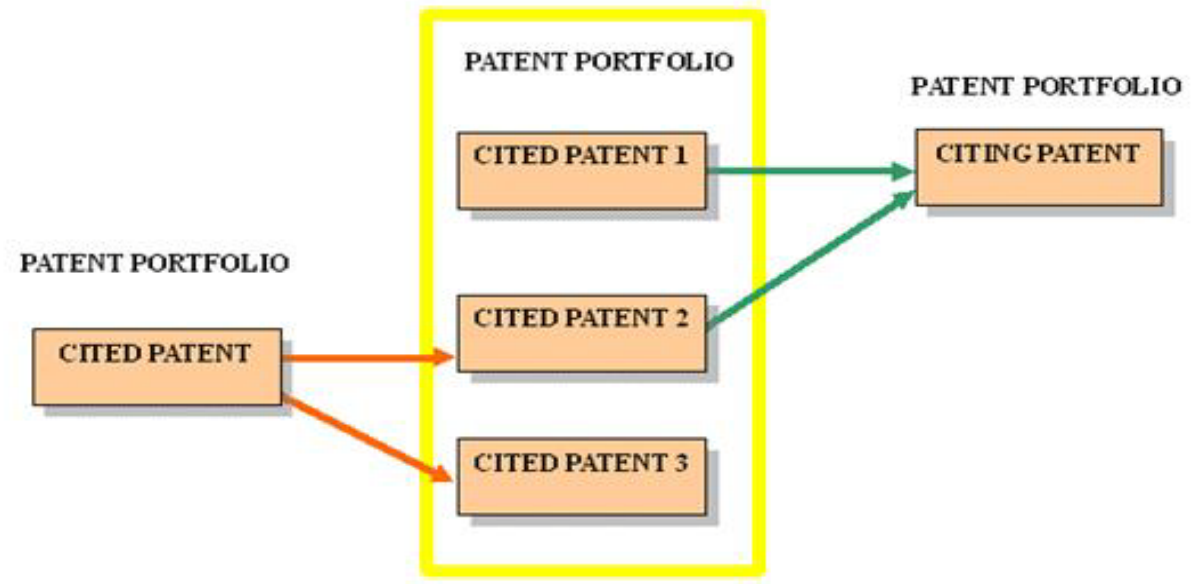 PATENT PORTFOLIO
CITED PATENT
PATENT PORTFOLIO
CITED PATENT 1
CITED PATENT 2
CITED PATENT 3
PATENT PORTFOLIO
CITING PATENT